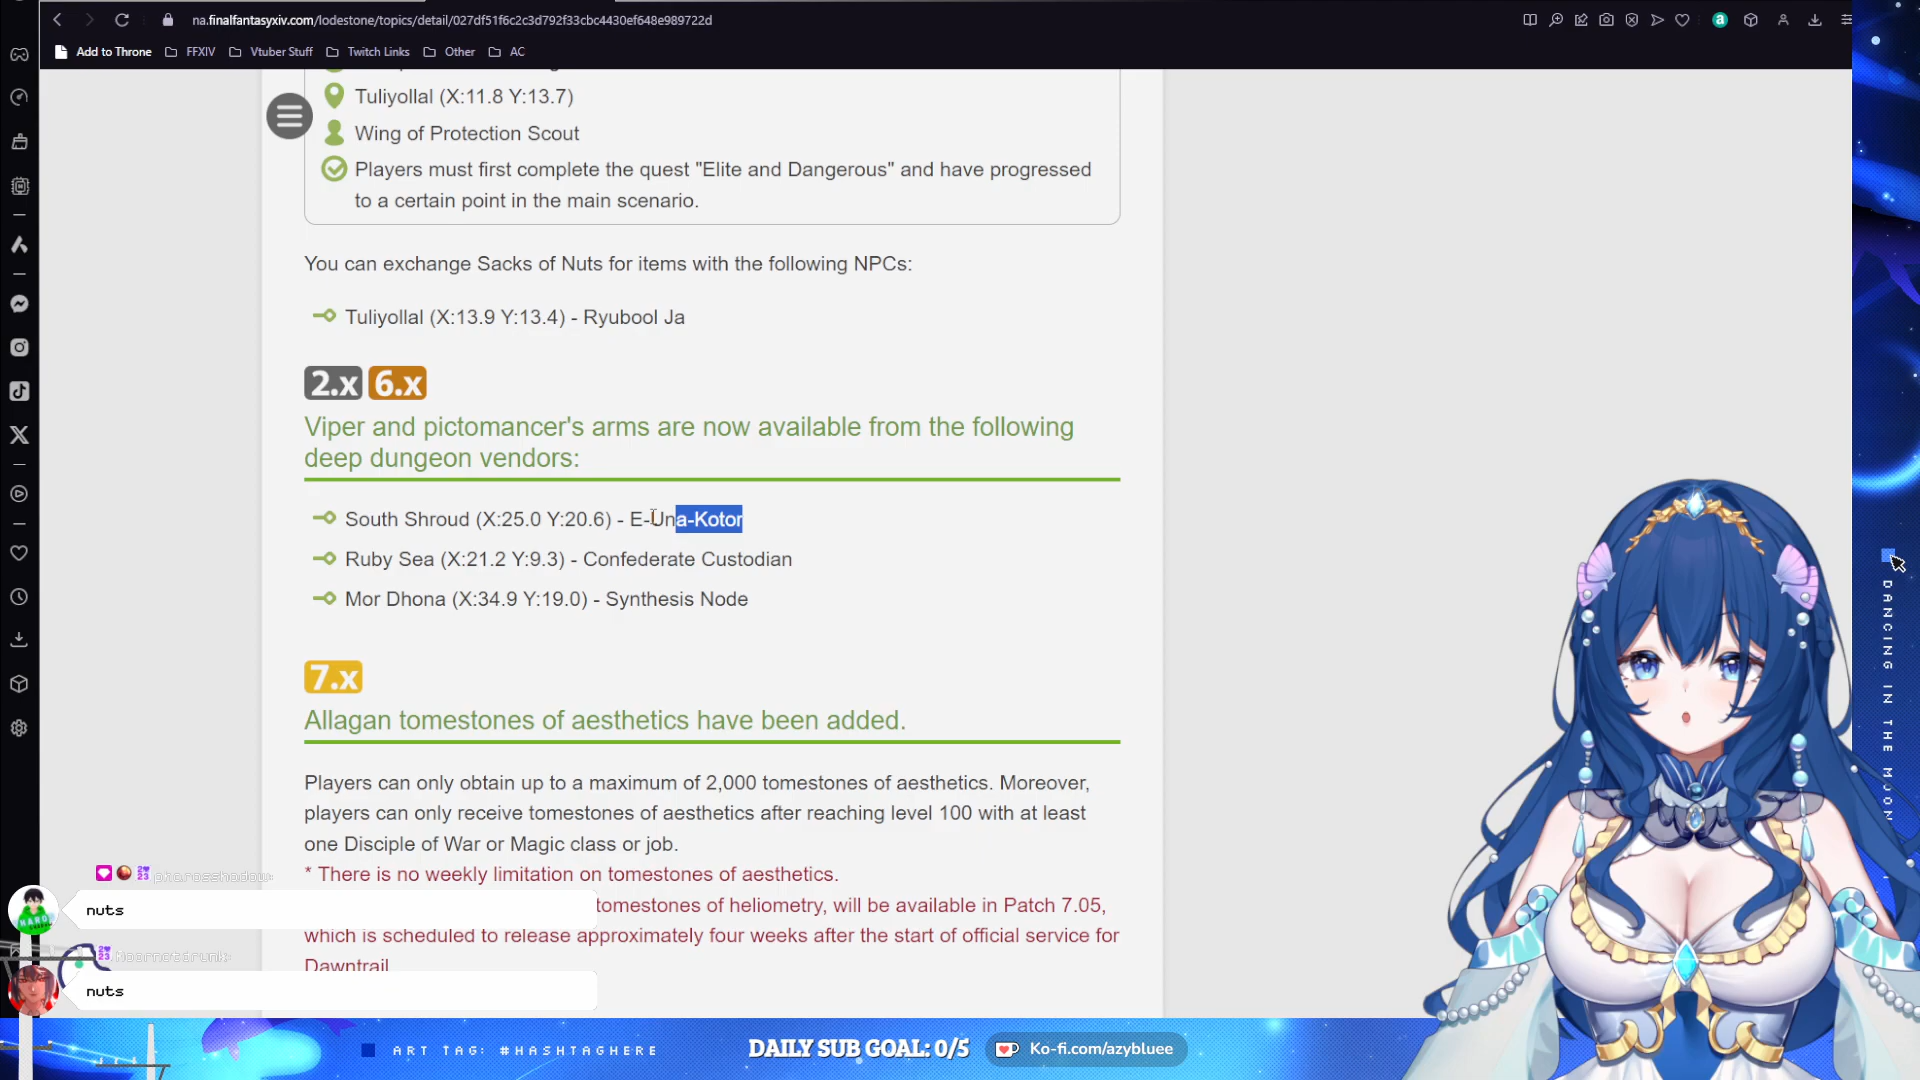 na.finalfantasyxiv.com/lodestone/topics/detail/027df51f6c2c3d792f33cbc4430ef648e989722d
Add to Throne
FFXIV
Vtuber Stuff
Twitch Links
Other
AC
Tuliyollal (X:11.8 Y:13.7)
Wing of Protection Scout
Players must first complete the quest "Elite and Dangerous" and have progressed
to a certain point in the main scenario.
You can exchange Sacks of Nuts for items with the following NPCs:
Tuliyollal (X:13.9 Y:13.4) - Ryubool Ja
2.x 6.x
Viper and pictomancer's arms are now available from the following
deep dungeon vendors:
South Shroud (X:25.0 Y:20.6) - E-Una-Kotor
Ruby Sea (X:21.2 Y:9.3) - Confederate Custodian
Mor Dhona (X:34.9 Y:19.0) - Synthesis Node
7.x
Allagan tomestones of aesthetics have been added.
Players can only obtain up to a maximum of 2,000 tomestones of aesthetics. Moreover,
players can only receive tomestones of aesthetics after reaching level 100 with at least
one Disciple of War or Magic class or job.
* There is no weekly limitation on tomestones of aesthetics.
tomestones of heliometry, will be available in Patch 7.05,
which is scheduled to release approximately four weeks after the start of official service for
Dawntrail
nuts
nuts
ART TAG: #HASHTAGHERE
DAILY SUB GOAL: 0/5
Ko-fi.com/azybluee
DANCING IN THE MOON